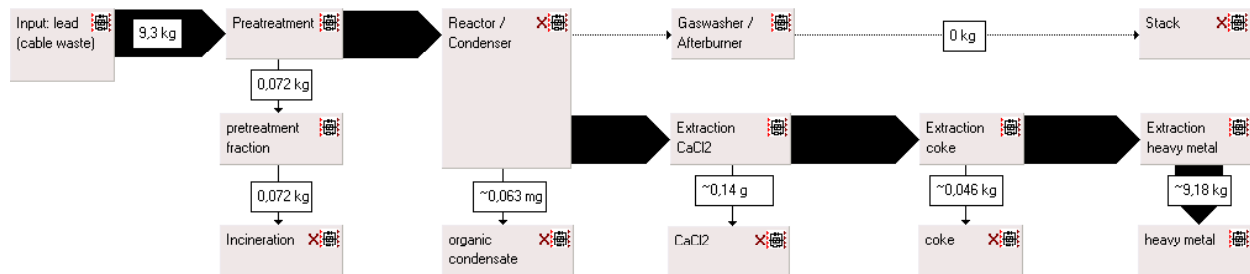 Input: lead
(cable waste)
9,3 kg
Pretreatment
Reactor /
Condenser
Gaswasher /
Afterburner
0 kg
Stack
0,072 kg
pretreatment
fraction
Extraction
CaCl2
Extraction
coke
Extraction
heavy metal
0,072 kg
~0,063 mg
~0,14 g
~0,046 kg
~9,18 kg
Incineration
organic
condensate
CaCl2
coke
heavy metal